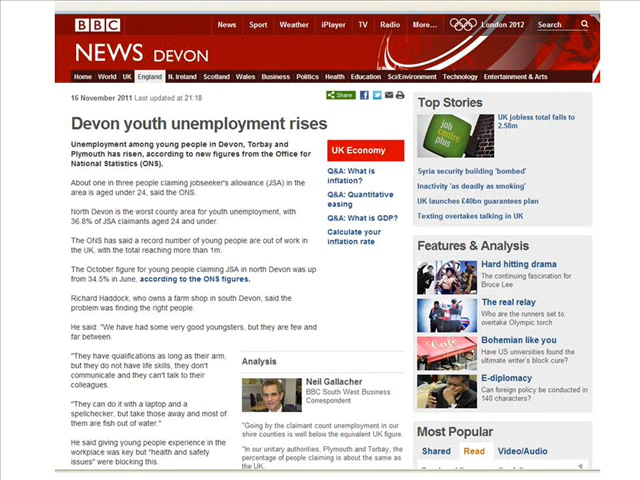 BBC
News Sport Weather iPlayer TV Radio More... London 2012 Search
NEWS DEVON
Home World UK England N. Ireland Scotland Wales Business Politics Health Education Sci/Environment Technology Entertainment & Arts
16 November 2011 Last updated at 21:18
Share
Devon youth unemployment rises
Unemployment among young people in Devon, Torbay and
Plymouth has risen, according to new figures from the Office for
National Statistics (ONS).
About one in three people claiming jobseeker's allowance (JSA) in the
area is aged under 24, said the ONS.
North Devon is the worst county area for youth unemployment, with
36.8% of JSA claimants aged 24 and under.
The ONS has said a record number of young people are out of work in
the UK, with the total reaching more than 1m.
The October figure for young people claiming JSA in north Devon was up
from 34.5% in June, according to the ONS figures.
Richard Haddock, who owns a farm shop in south Devon, said the
problem was finding the right people.
He said: "We have had some very good youngsters, but they are few and
far between.
"They have qualifications as long as their arm,
but they do not have life skills, they don't
communicate and they can't talk to their
colleagues.
"They can do it with a laptop and a
spellchecker, but take those away and most of
them are fish out of water."
He said giving young people experience in the
workplace was key but "health and safety
issues" were blocking this.
UK Economy
Q&A: What is
inflation?
Q&A: Quantitative
easing
Q&A: What is GDP?
Calculate your
inflation rate
Analysis
Neil Gallacher
BBC South West Business
Correspondent
"Going by the claimant count unemployment in our
shire counties is well below the equivalent UK figure.
"In our unitary authorities, Plymouth and Torbay, the
percentage of people claiming is about the same as
the UK.
Top Stories
job
centre
plus
UK jobless total falls to
2.58m
Syria security building 'bombed'
Inactivity 'as deadly as smoking'
UK launches £40bn guarantees plan
Texting overtakes talking in UK
Features & Analysis
Hard hitting drama
The continuing fascination for
Bruce Lee
The real relay
Who are the runners set to
overtake Olympic torch
Cafe
Bohemian like you
Have US universities found the
ultimate writer's block cure?
E-diplomacy
Can foreign policy be conducted in
140 characters?
Most Popular
Shared Read Video/Audio